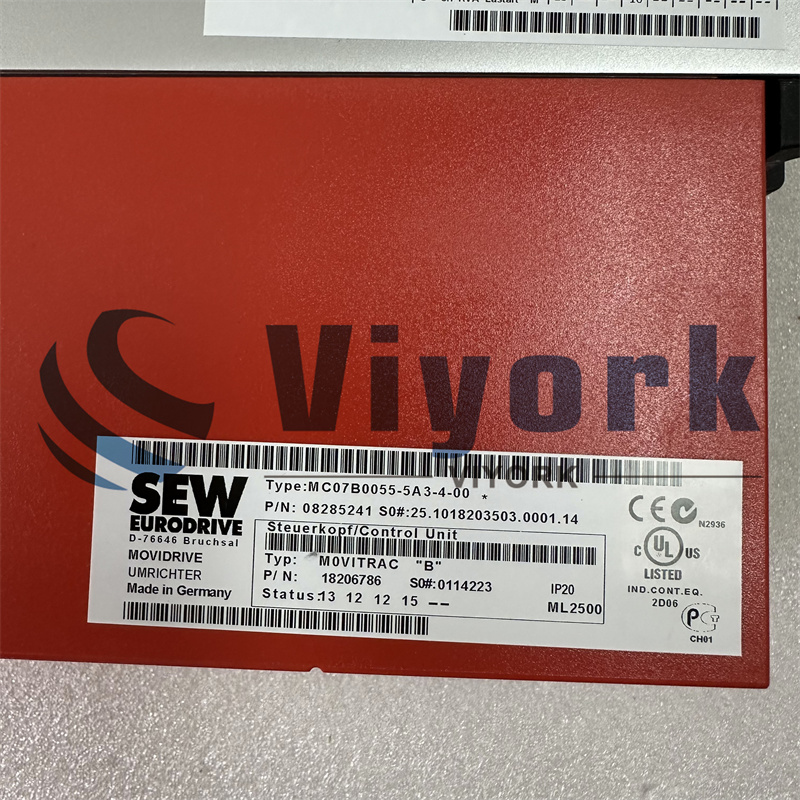 Viyork
VIYORK
SEW
EURODRIVE
D-76646 Bruchsal
MOVIDRIVE
UMRICHTER
Made in Germany
Type:MC07B0055-5A3-4-00 *
P/N: 08285241 S0#:25.1018203503.0001.14
Steuerkopf/Control Unit
Typ: M0VITRAC "B"
P/ N: 18206786 S0#:0114223
Status:13 12 12 15 --
IP20
ML2500
N2936
C UL US
LISTED
IND.CONT.EQ.
2D06
CH01